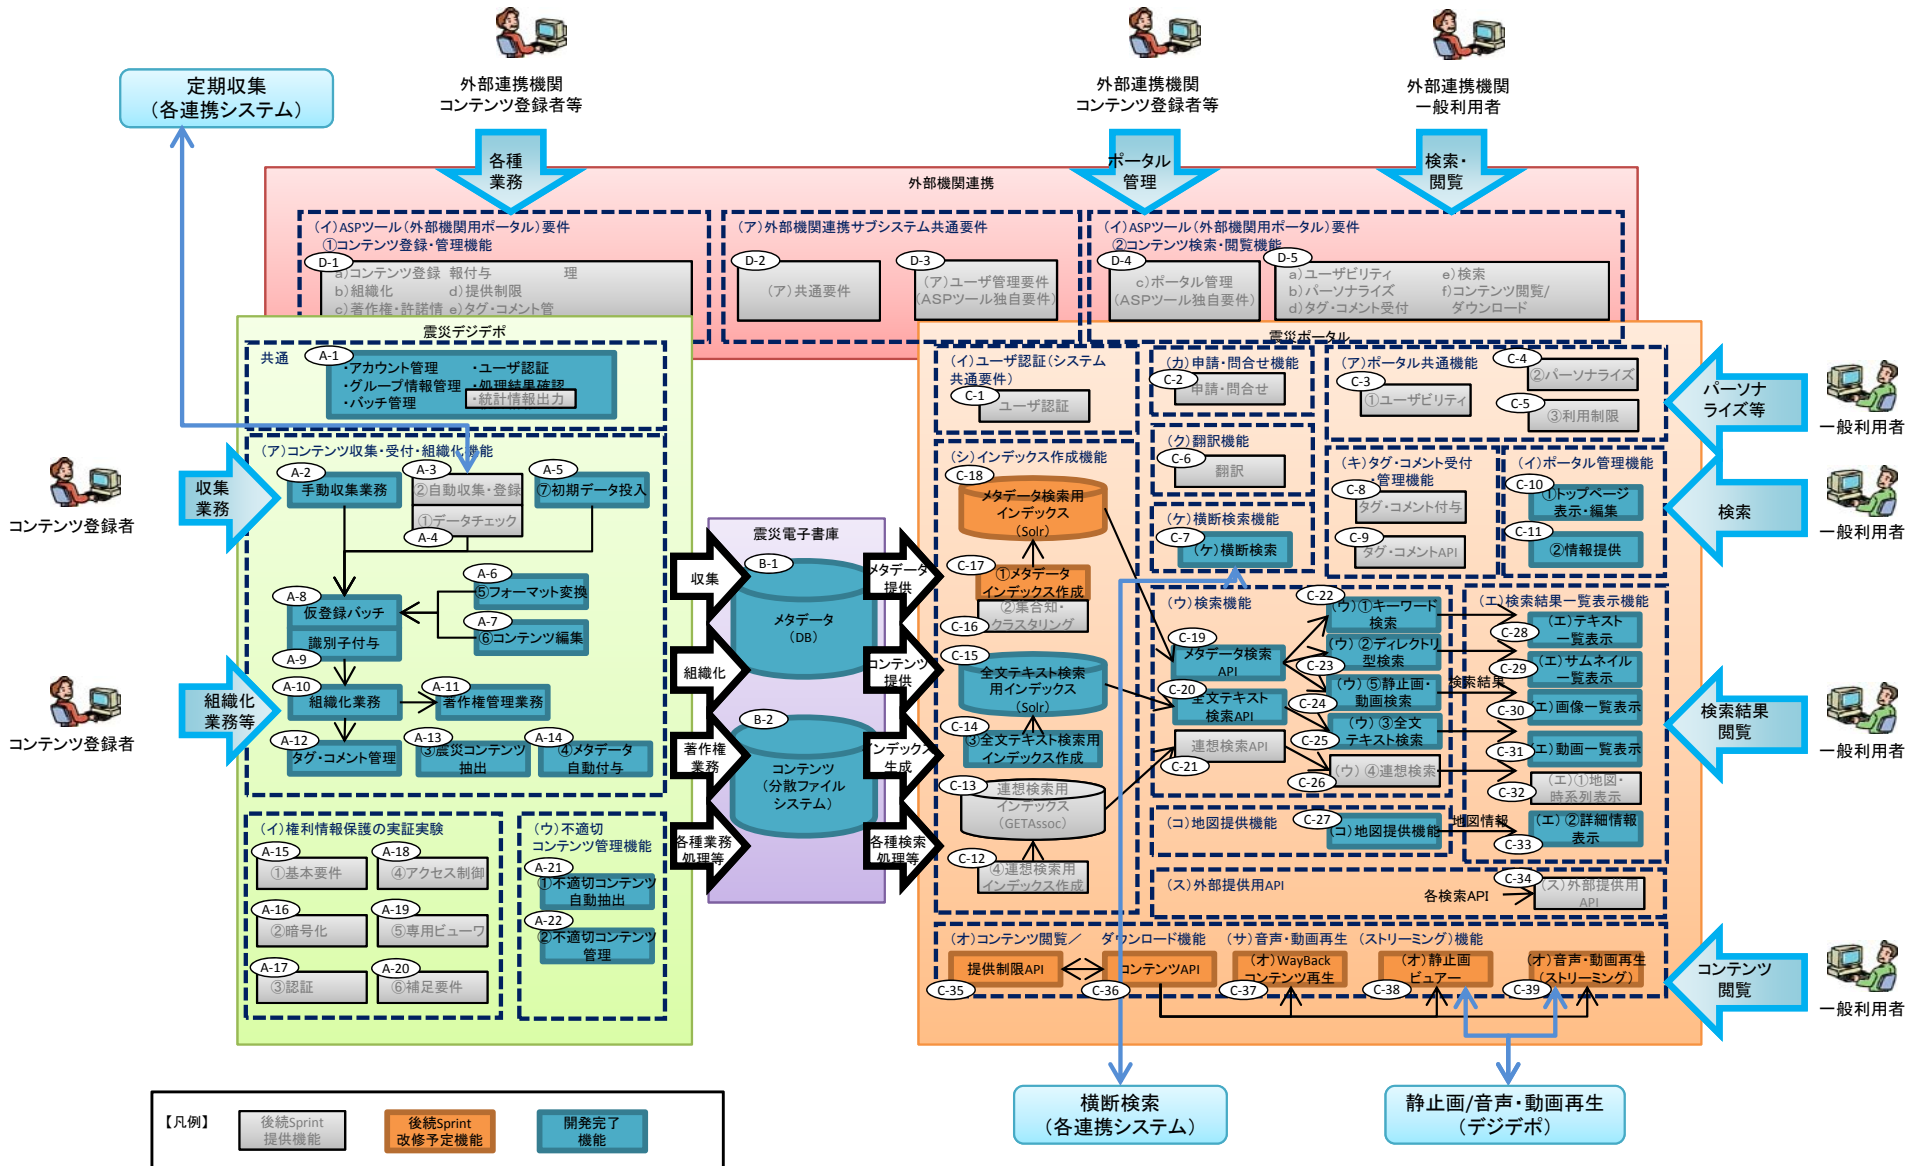 定期収集
（各連携システム）
外部連携機関
コンテンツ登録者等
外部連携機関
コンテンツ登録者等
外部連携機関
一般利用者
各種
業務
ポータル
管理
検索・
閲覧
外部機関連携
（イ）ASPツール（外部機関用ポータル）要件
①コンテンツ登録・管理機能
D-1
a）コンテンツ登録　報付与　理
b）組織化　d）提供制限
c）著作権・許諾情　e）タグ・コメント管
（ア）外部機関連携サブシステム共通要件
D-2
（ア）共通要件
D-3
（ア）ユーザ管理要件
（ASPツール独自要件）
（イ）ASPツール（外部機関用ポータル）要件
②コンテンツ検索・閲覧機能
D-4
c）ポータル管理
（ASPツール独自要件）
D-5
a）ユーザビリティ　e）検索
b）パーソナライズ　f）コンテンツ閲覧/
d）タグ・コメント受付　ダウンロード
震災デジデポ
共通
A-1
・アカウント管理　・ユーザ認証
・グループ情報管理　・処理結果確認
・バッチ管理　・統計情報出力
（ア）コンテンツ収集・受付・組織化機能
A-2
手動収集業務
A-3
②自動収集・登録
①データチェック
A-4
A-5
⑦初期データ投入
A-6
⑤フォーマット変換
A-7
⑥コンテンツ編集
A-8
仮登録バッチ
識別子付与
A-9
A-10
組織化業務
A-11
著作権管理業務
A-12
タグ・コメント管理
A-13
③震災コンテンツ
抽出
A-14
④メタデータ
自動付与
（イ）権利情報保護の実証実験
A-15
①基本要件
A-18
④アクセス制御
A-16
②暗号化
A-19
⑤専用ビューワ
A-17
③認証
A-20
⑥補足要件
（ウ）不適切
コンテンツ管理機能
A-21
①不適切コンテンツ
自動抽出
A-22
②不適切コンテンツ
管理
コンテンツ登録者
収集
業務
コンテンツ登録者
組織化
業務等
収集
組織化
著作権
業務
各種業務
処理等
震災電子書庫
B-1
メタデータ
（DB）
B-2
コンテンツ
（分散ファイル
システム）
メタデータ
提供
コンテンツ
提供
インデックス
生成
各種検索
処理等
震災ポータル
（イ）ユーザ認証（システム
共通要件）
C-1
ユーザ認証
（カ）申請・問合せ機能
C-2
申請・問合せ
（ア）ポータル共通機能
C-3
①ユーザビリティ
C-4
②パーソナライズ
C-5
③利用制限
（シ）インデックス作成機能
C-18
メタデータ検索用
インデックス
（Solr）
C-17
①メタデータ
インデックス作成
②集合知・
クラスタリング
C-16
C-15
全文テキスト検索
用インデックス
（Solr）
C-14
③全文テキスト検索用
インデックス作成
C-13
連想検索用
インデックス
（GETAssoc）
C-12
④連想検索用
インデックス作成
（ク）翻訳機能
C-6
翻訳
（ケ）横断検索機能
C-7
（ケ）横断検索
（キ）タグ・コメント受付
・管理機能
C-8
タグ・コメント付与
C-9
タグ・コメントAPI
（イ）ポータル管理機能
C-10
①トップページ
表示・編集
C-11
②情報提供
（ウ）検索機能
C-19
メタデータ検索
API
C-20
全文テキスト
検索API
連想検索API
C-21
C-22
（ウ）①キーワード
検索
（ウ）②ディレクトリ
型検索
C-23
（ウ）⑤静止画・
動画検索
C-24
（ウ）③全文
テキスト検索
C-25
（ウ）④連想検索
C-26
検索結果
（エ）検索結果一覧表示機能
（エ）テキスト
一覧表示
C-28
（エ）サムネイル
一覧表示
C-29
エ）画像一覧表示
C-30
エ）動画一覧表示
C-31
（エ）①地図・
時系列表示
C-32
（エ）②詳細情報
表示
C-33
（コ）地図提供機能
C-27
（コ）地図提供機能
地図情報
（ス）外部提供用API
各検索API
C-34
（ス）外部提供用
API
（オ）コンテンツ閲覧／　ダウンロード機能
（サ）音声・動画再生　（ストリーミング）機能
提供制限API
C-35
コンテンツAPI
C-36
（オ）WayBack
コンテンツ再生
C-37
（オ）静止画
ビュアー
C-38
（オ）音声・動画再生
（ストリーミング）
C-39
パーソナ
ライズ等
一般利用者
検索
一般利用者
検索結果
閲覧
一般利用者
コンテンツ
閲覧
一般利用者
横断検索
（各連携システム）
静止画/音声・動画再生
（デジデポ）
【凡例】
後続Sprint
提供機能
後続Sprint
改修予定機能
開発完了
機能